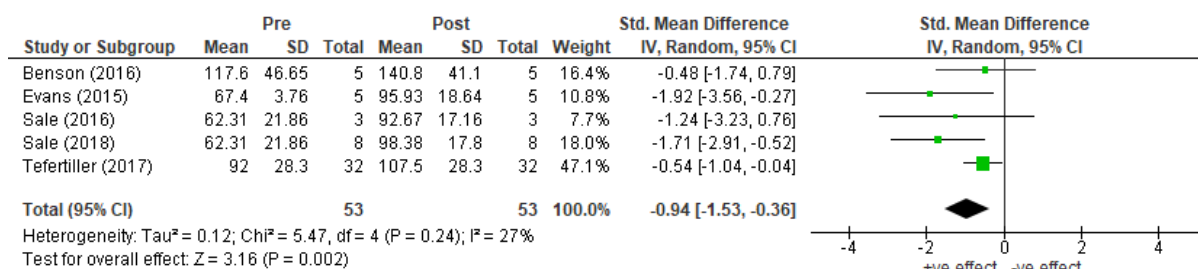 Pre Post Std. Mean Difference Std. Mean Difference
Study or Subgroup Mean SD Total Mean SD Total Weight IV, Random, 95% CI IV, Random, 95% CI
Benson (2016) 117.6 46.65 5 140.8 41.1 5 16.4% -0.48 [-1.74, 0.79]
Evans (2015) 67.4 3.76 5 95.93 18.64 5 10.8% -1.92 [-3.56, -0.27]
Sale (2016) 62.31 21.86 3 92.67 17.16 3 7.7% -1.24 [-3.23, 0.76]
Sale (2018) 62.31 21.86 8 98.38 17.8 8 18.0% -1.71 [-2.91, -0.52]
Tefertiller (2017) 92 28.3 32 107.5 28.3 32 47.1% -0.54 [-1.04, -0.04]
Total (95% CI) 53 53 100.0% -0.94 [-1.53, -0.36]
Heterogeneity: Tau² = 0.12; Chi² = 5.47, df = 4 (P = 0.24); I² = 27%
Test for overall effect: Z = 3.16 (P = 0.002)
-4 -2 0 2 4
+ve effect -ve effect